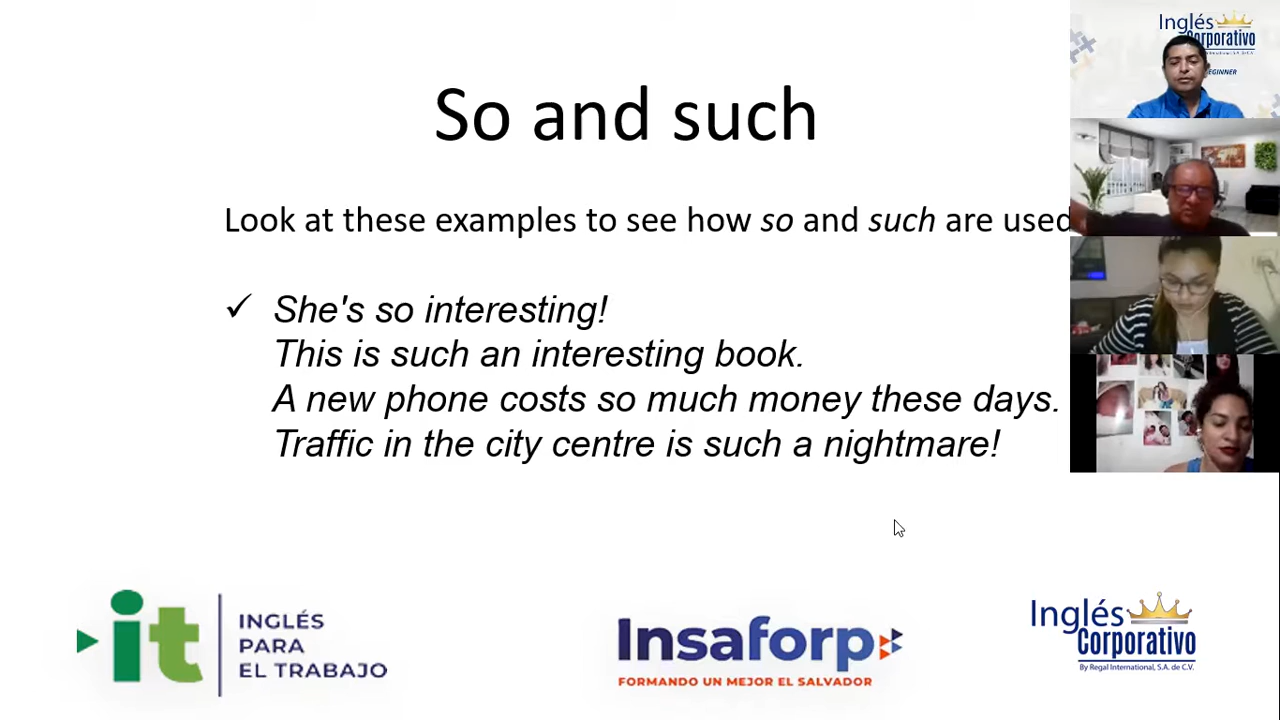 So and such
Look at these examples to see how so and such are used
✓ She's so interesting!
This is such an interesting book.
A new phone costs so much money these days.
Traffic in the city centre is such a nightmare!
it
INGLÉS
PARA
EL TRABAJO
Insaforp
FORMANDO UN MEJOR EL SALVADOR
Inglés
Corporativo
By Regal International, S.A. de C.V.
Inglés
Corporativo